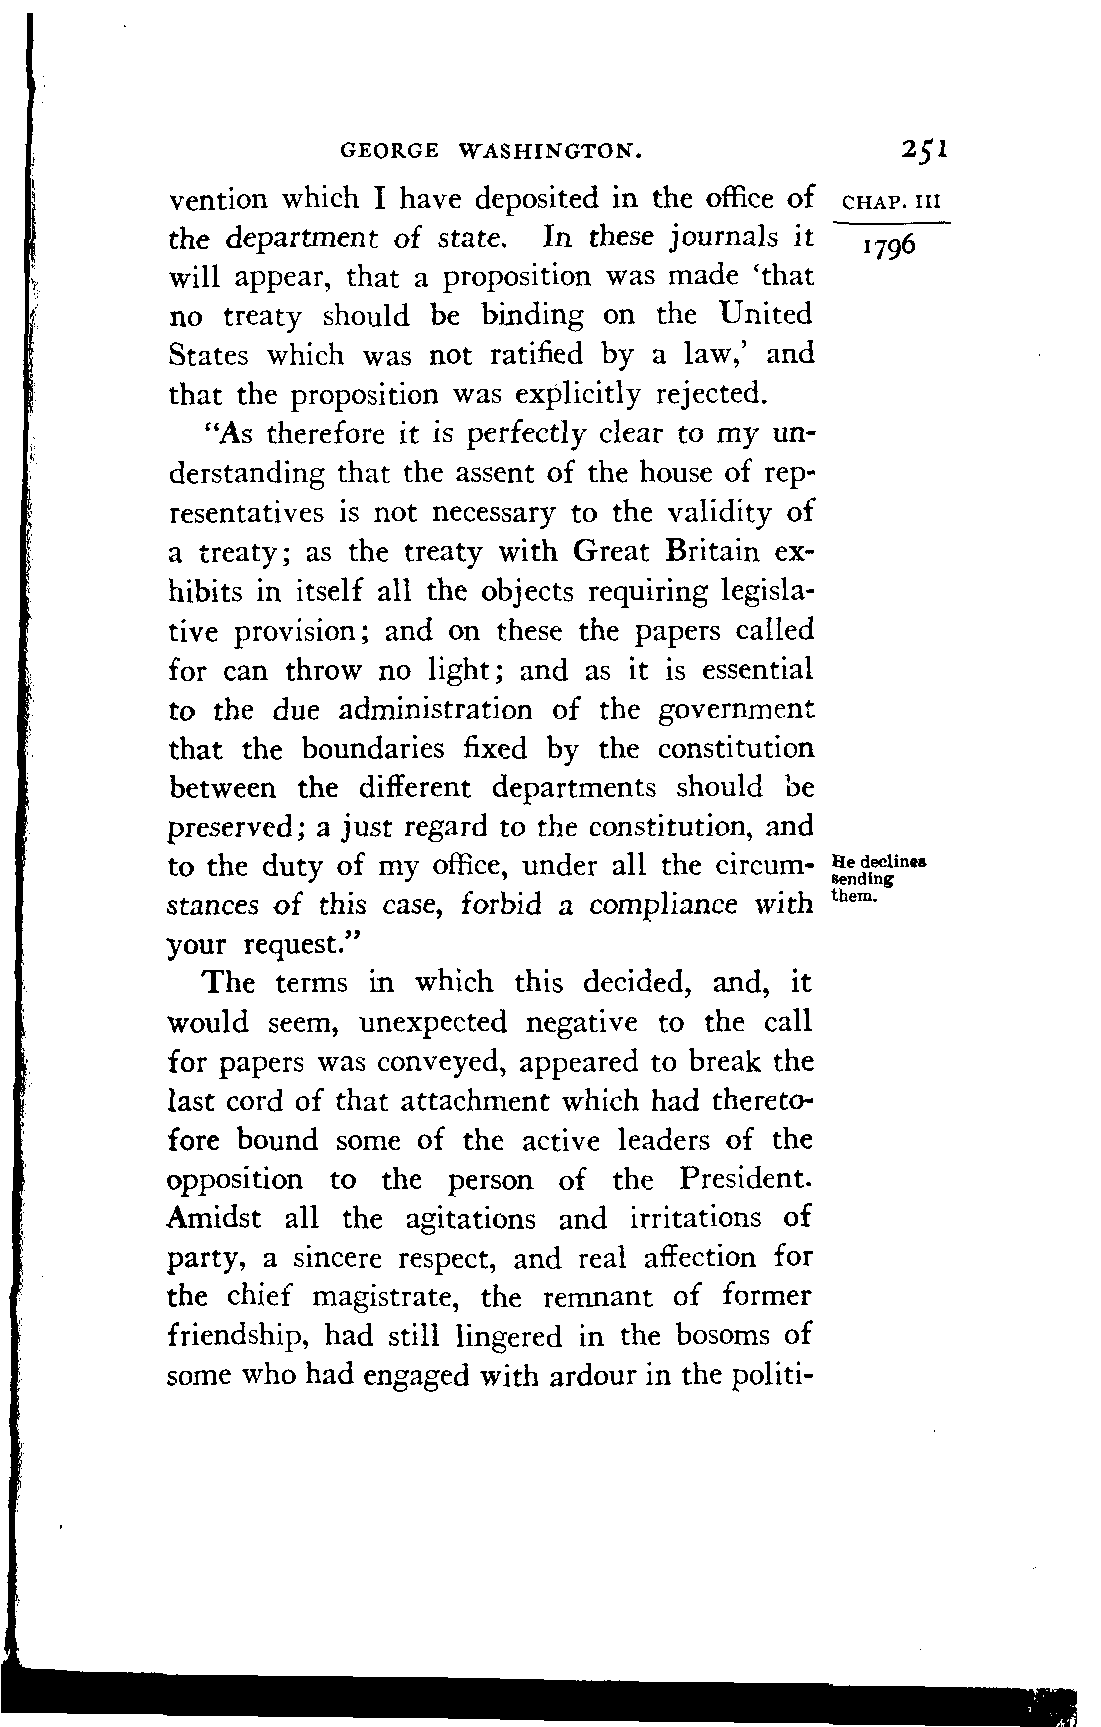 GEORGE WASHINGTON. 251
vention which I have deposited in the office of
CHAP. III
the department of state. In these journals it
1796
will appear, that a proposition was made ‘that
no treaty should be binding on the United
States which was not ratified by a law,’ and
that the proposition was explicitly rejected.
“As therefore it is perfectly clear to my un-
derstanding that the assent of the house of rep-
resentatives is not necessary to the validity of
a treaty; as the treaty with Great Britain ex-
hibits in itself all the objects requiring legisla-
tive provision; and on these the papers called
for can throw no light; and as it is essential
to the due administration of the government
that the boundaries fixed by the constitution
between the different departments should be
preserved; a just regard to the constitution, and
to the duty of my office, under all the circum-
stances of this case, forbid a compliance with
your request.”
He declines
sending
them.
The terms in which this decided, and, it
would seem, unexpected negative to the call
for papers was conveyed, appeared to break the
last cord of that attachment which had thereto-
fore bound some of the active leaders of the
opposition to the person of the President.
Amidst all the agitations and irritations of
party, a sincere respect, and real affection for
the chief magistrate, the remnant of former
friendship, had still lingered in the bosoms of
some who had engaged with ardour in the politi-